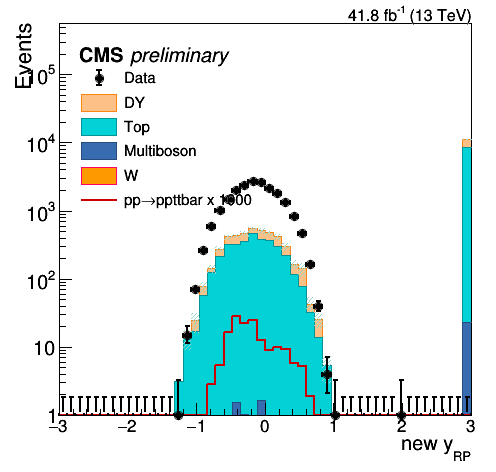 41.8 fb⁻¹ (13 TeV)
Events
CMS preliminary
Data
DY
Top
Multiboson
W
pp→ppttbar x 1000
10⁵
10⁴
10³
10²
10
1
−3 −2 −1 0 1 2 3
new y_RP